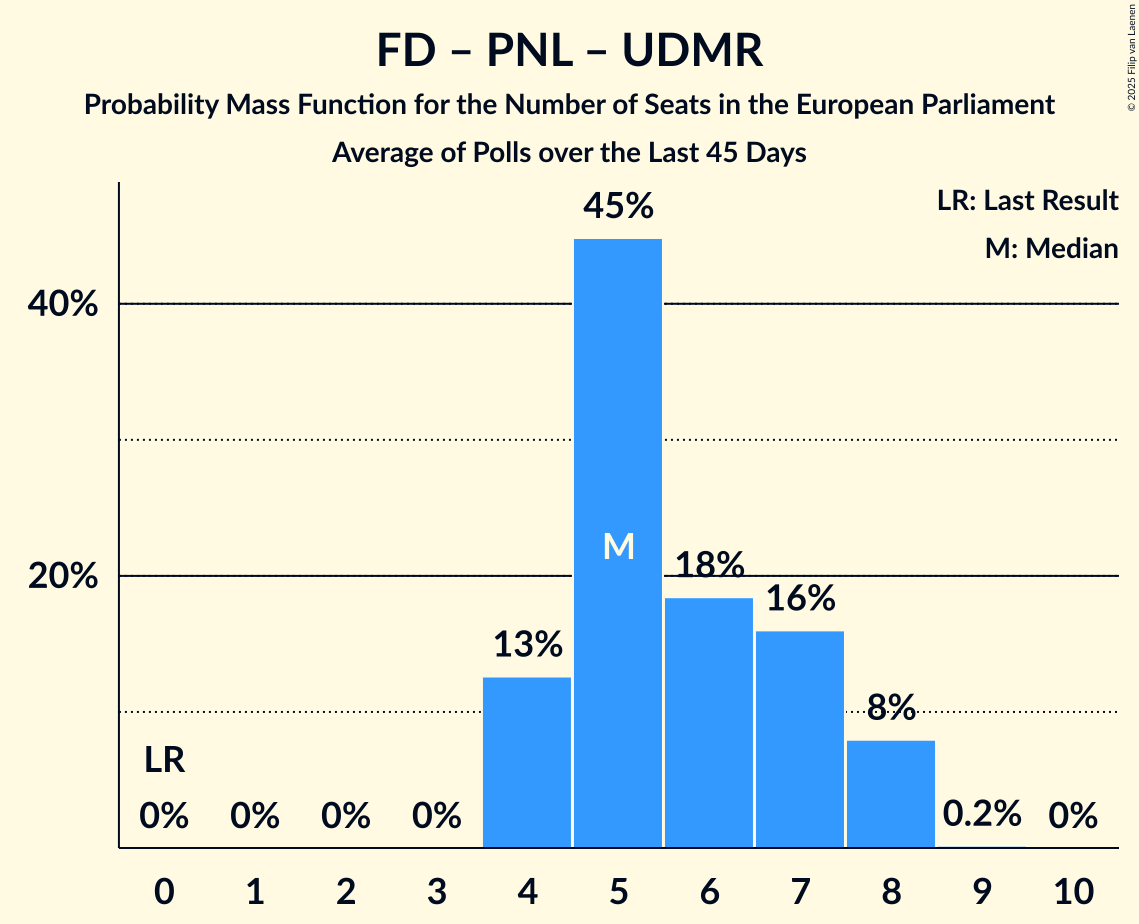 FD – PNL – UDMR
Probability Mass Function for the Number of Seats in the European Parliament
Average of Polls over the Last 45 Days
© 2025 Filip van Laenen
LR: Last Result
M: Median
45%
40%
M
18%
20%
16%
13%
8%
LR
0% 0% 0% 0% 0.2% 0%
0 1 2 3 4 5 6 7 8 9 10